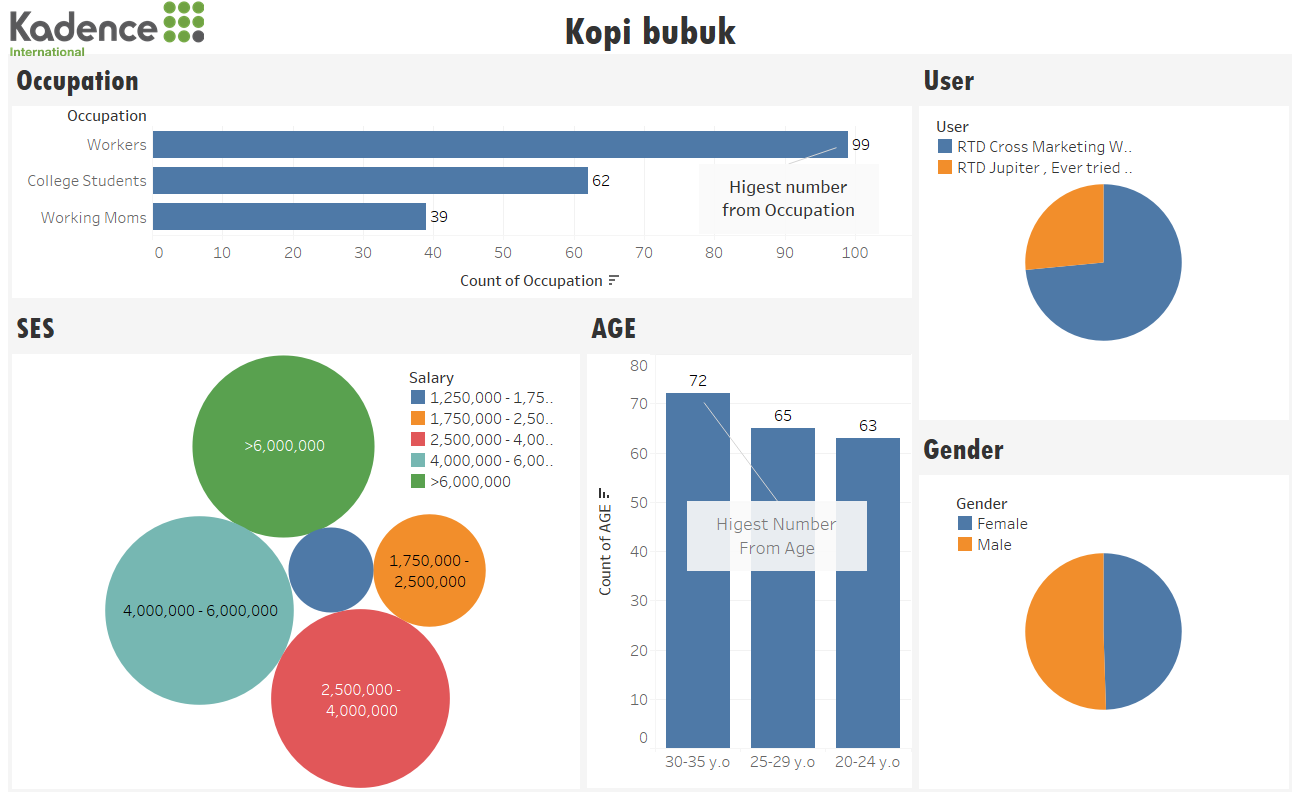 Kadence
International
Kopi bubuk
Occupation
Occupation
Workers
99
College Students
62
Working Moms
39
Higest number
from Occupation
0 10 20 30 40 50 60 70 80 90 100
Count of Occupation
User
User
RTD Cross Marketing W..
RTD Jupiter , Ever tried ..
SES
Salary
1,250,000 - 1,75..
1,750,000 - 2,50..
2,500,000 - 4,00..
4,000,000 - 6,00..
>6,000,000
>6,000,000
1,750,000 -
2,500,000
4,000,000 - 6,000,000
2,500,000 -
4,000,000
AGE
Count of AGE
80
70
60
50
40
30
20
10
0
72
65
63
Higest Number
From Age
30-35 y.o 25-29 y.o 20-24 y.o
Gender
Gender
Female
Male